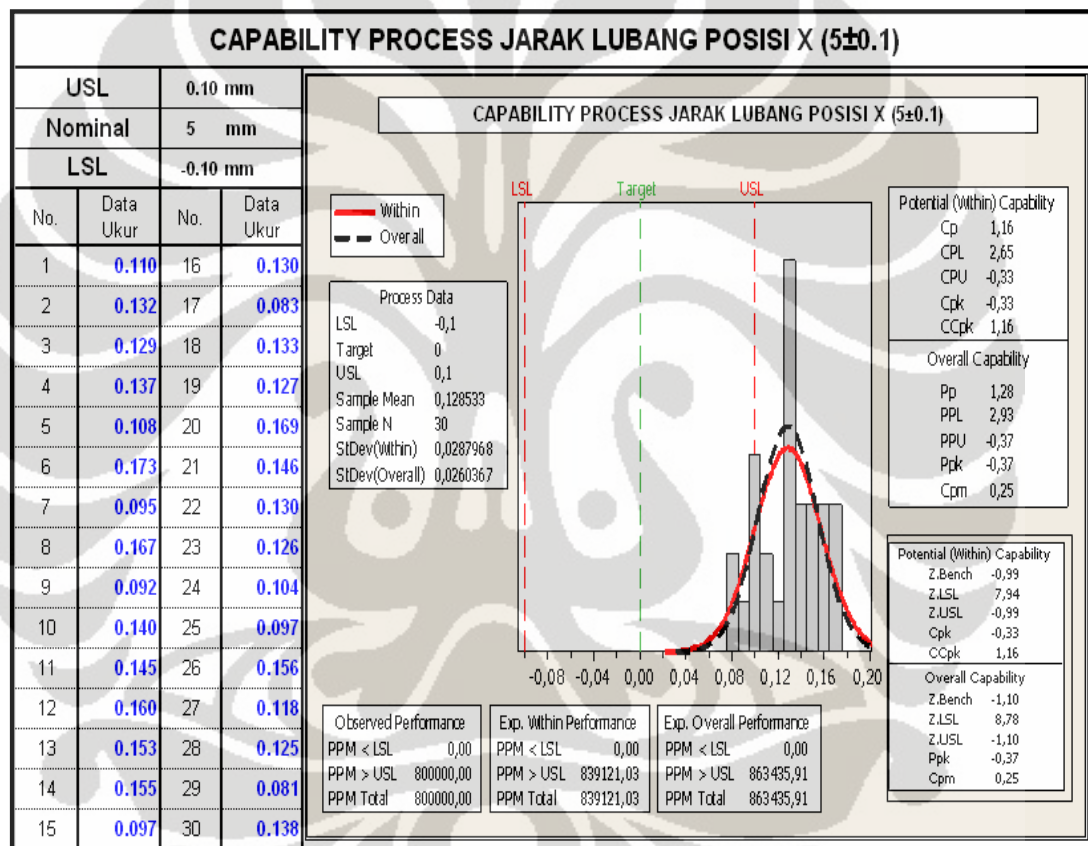 CAPABILITY PROCESS JARAK LUBANG POSISI X (5±0.1)
USL 0.10 mm
Nominal 5 mm
LSL -0.10 mm
No. Data Ukur No. Data Ukur
1 0.110 16 0.130
2 0.132 17 0.083
3 0.129 18 0.133
4 0.137 19 0.127
5 0.108 20 0.169
6 0.173 21 0.146
7 0.095 22 0.130
8 0.167 23 0.126
9 0.092 24 0.104
10 0.140 25 0.097
11 0.145 26 0.156
12 0.160 27 0.118
13 0.153 28 0.125
14 0.155 29 0.081
15 0.097 30 0.138
CAPABILITY PROCESS JARAK LUBANG POSISI X (5±0.1)
LSL Target USL
Within
Overall
Process Data
LSL -0,1
Target 0
USL 0,1
Sample Mean 0,128533
Sample N 30
StDev(Within) 0,0287968
StDev(Overall) 0,0260367
-0,08 -0,04 0,00 0,04 0,08 0,12 0,16 0,20
Potential (Within) Capability
Cp 1,16
CPL 2,65
CPU -0,33
Cpk -0,33
CCpk 1,16
Overall Capability
Pp 1,28
PPL 2,93
PPU -0,37
Ppk -0,37
Cpm 0,25
Potential (Within) Capability
Z.Bench -0,99
Z.LSL 7,94
Z.USL -0,99
Cpk -0,33
CCpk 1,16
Overall Capability
Z.Bench -1,10
Z.LSL 8,78
Z.USL -1,10
Ppk -0,37
Cpm 0,25
Observed Performance
PPM < LSL 0,00
PPM > USL 800000,00
PPM Total 800000,00
Exp. Within Performance
PPM < LSL 0,00
PPM > USL 839121,03
PPM Total 839121,03
Exp. Overall Performance
PPM < LSL 0,00
PPM > USL 863435,91
PPM Total 863435,91